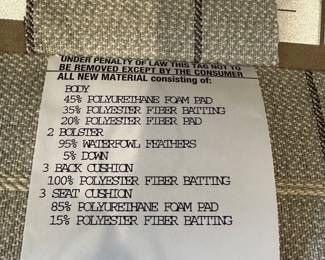 UNDER PENALTY OF LAW THIS TAG NOT TO
BE REMOVED EXCEPT BY THE CONSUMER
ALL NEW MATERIAL consisting of:
BODY
45% POLYURETHANE FOAM PAD
35% POLYESTER FIBER BATTING
20% POLYESTER FIBER PAD
2 BOLSTER
95% WATERFOWL FEATHERS
5% DOWN
3 BACK CUSHION
100% POLYESTER FIBER BATTING
3 SEAT CUSHION
85% POLYURETHANE FOAM PAD
15% POLYESTER FIBER BATTING